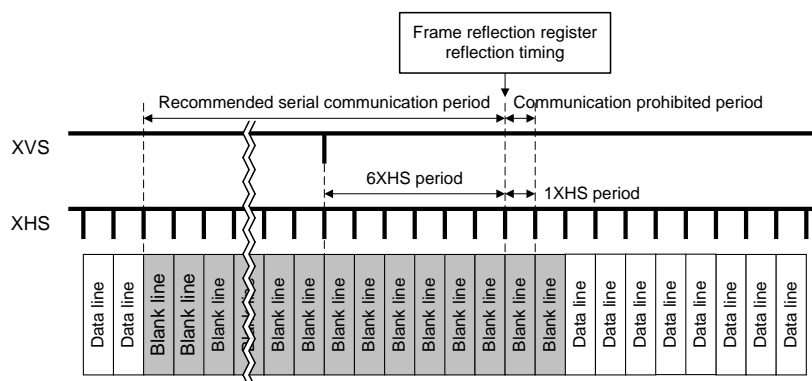 Frame reflection register
reflection timing
Recommended serial communication period
Communication prohibited period
XVS
6XHS period
1XHS period
XHS
Data line
Data line
Blank line
Blank line
Blank line
Blank line
Blank line
Blank line
Blank line
Blank line
Blank line
Blank line
Blank line
Blank line
Blank line
Blank line
Data line
Data line
Data line
Data line
Data line
Data line
Data line
Data line